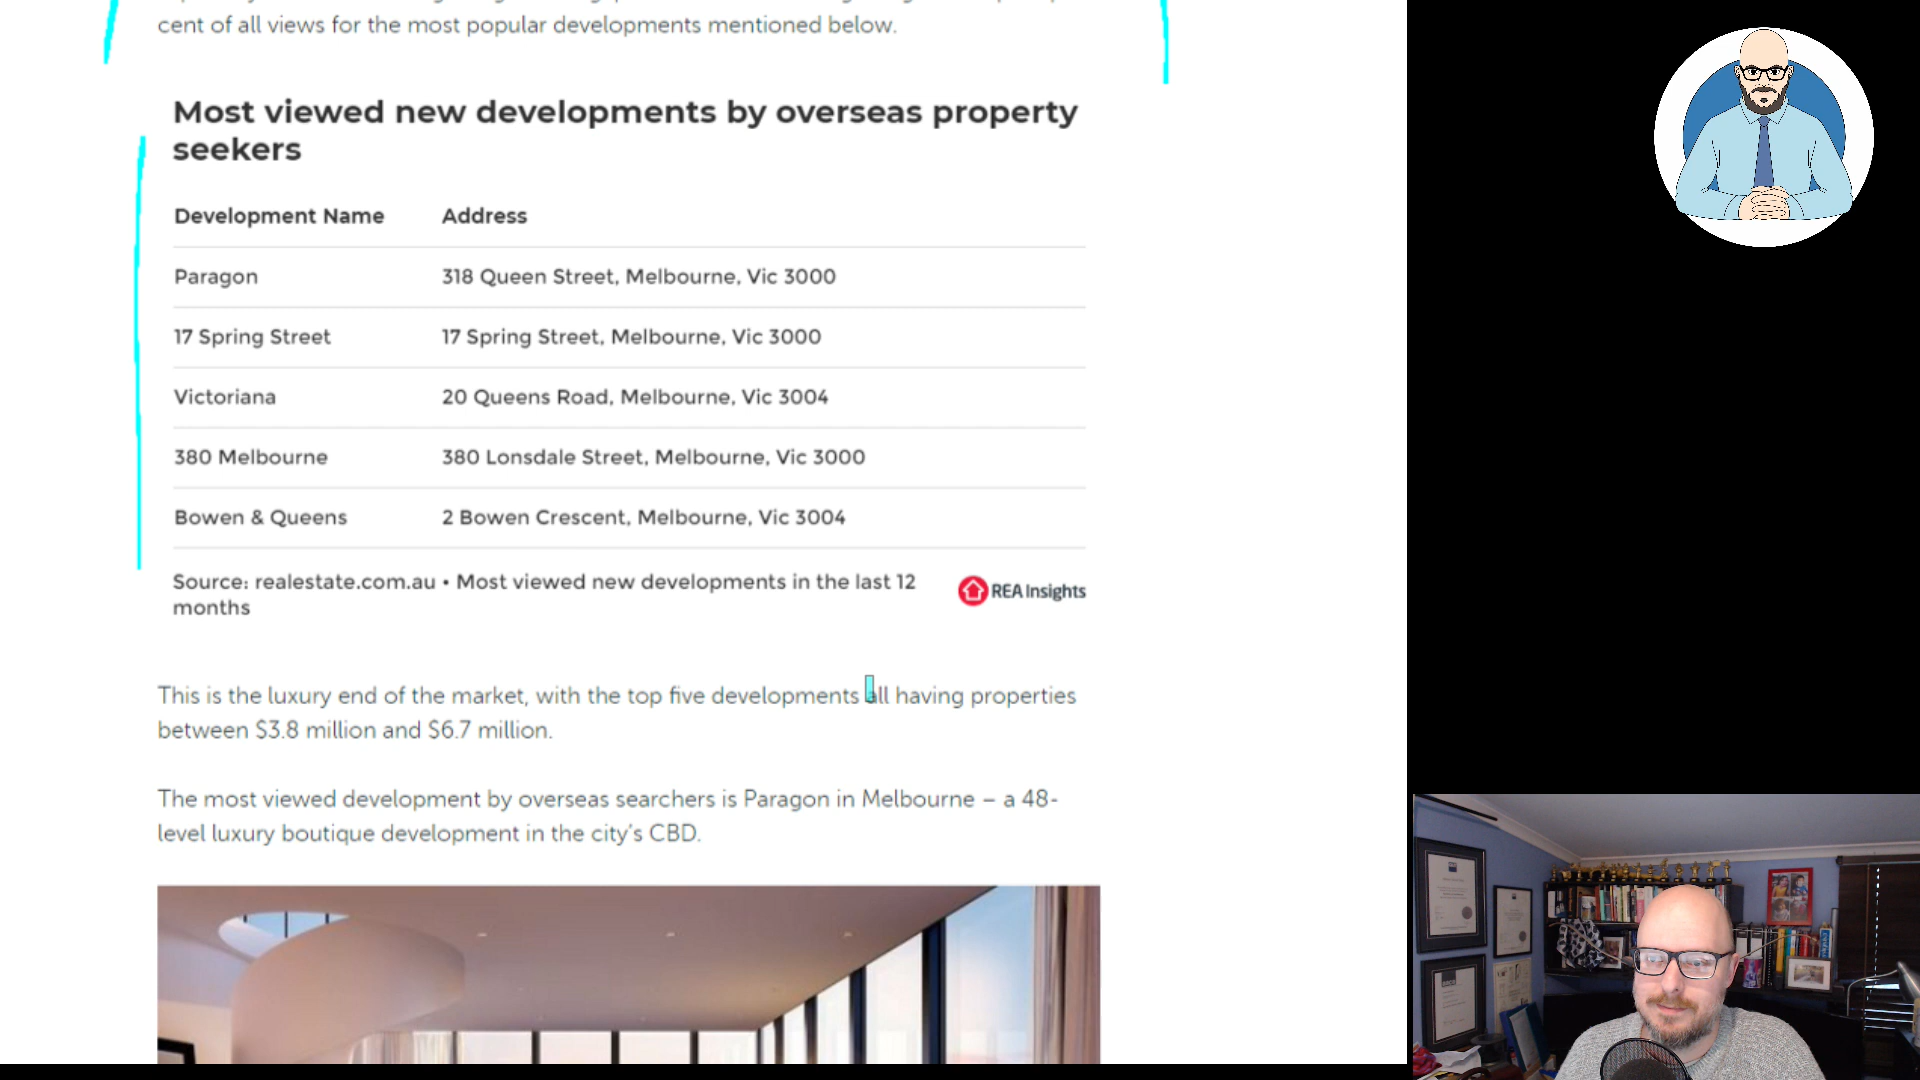 cent of all views for the most popular developments mentioned below.
Most viewed new developments by overseas property
seekers
Development Name Address
Paragon 318 Queen Street, Melbourne, Vic 3000
17 Spring Street 17 Spring Street, Melbourne, Vic 3000
Victoriana 20 Queens Road, Melbourne, Vic 3004
380 Melbourne 380 Lonsdale Street, Melbourne, Vic 3000
Bowen & Queens 2 Bowen Crescent, Melbourne, Vic 3004
Source: realestate.com.au • Most viewed new developments in the last 12
months
REA Insights
This is the luxury end of the market, with the top five developments all having properties
between $3.8 million and $6.7 million.
The most viewed development by overseas searchers is Paragon in Melbourne – a 48-
level luxury boutique development in the city's CBD.